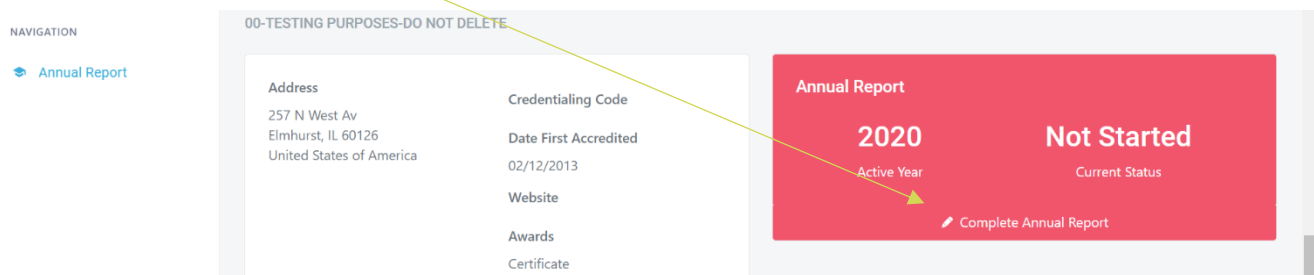 NAVIGATION
Annual Report
00-TESTING PURPOSES-DO NOT DELETE
Address
257 N West Av
Elmhurst, IL 60126
United States of America
Credentialing Code
Date First Accredited
02/12/2013
Website
Awards
Certificate
Annual Report
2020
Active Year
Not Started
Current Status
Complete Annual Report